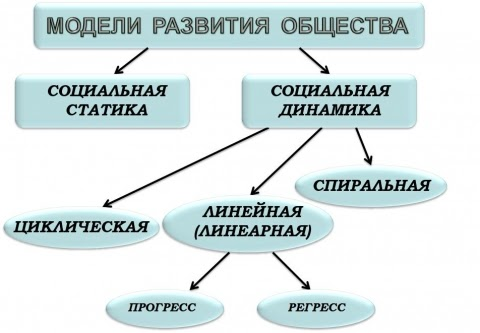 МОДЕЛИ РАЗВИТИЯ ОБЩЕСТВА
СОЦИАЛЬНАЯ
СТАТИКА
СОЦИАЛЬНАЯ
ДИНАМИКА
ЦИКЛИЧЕСКАЯ
ЛИНЕЙНАЯ
(ЛИНЕАРНАЯ)
СПИРАЛЬНАЯ
ПРОГРЕСС
РЕГРЕСС